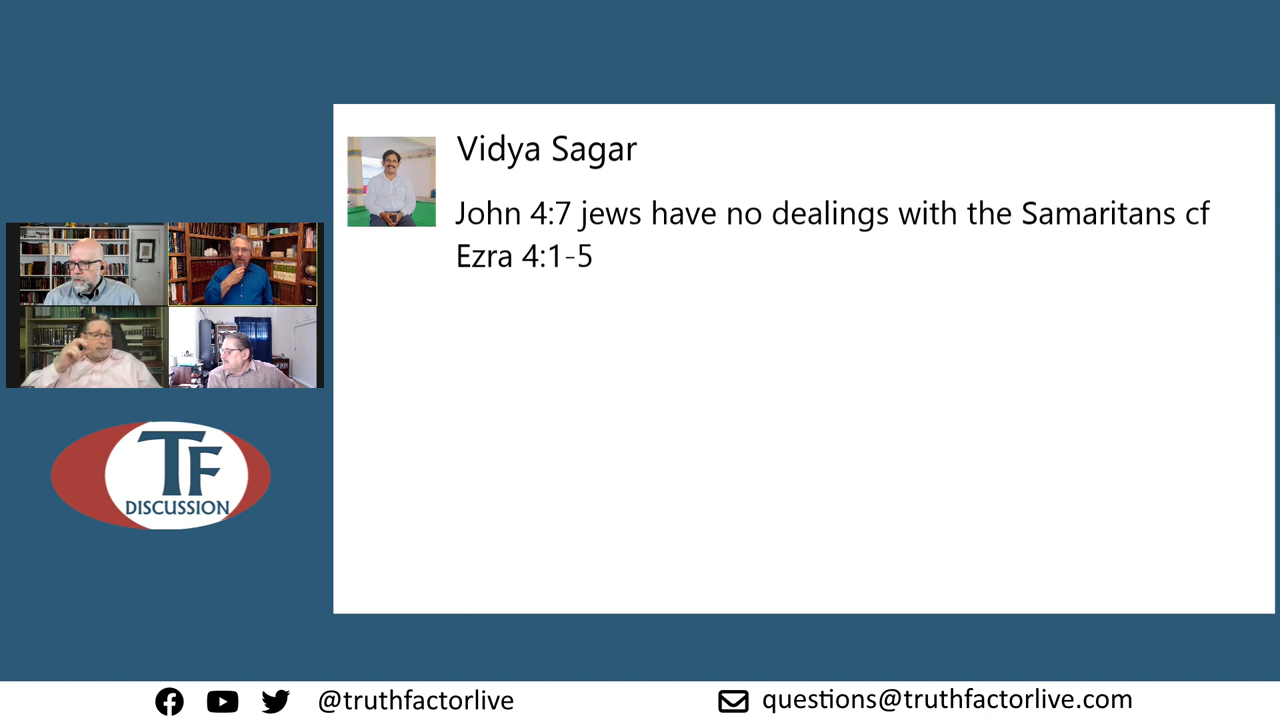 Vidya Sagar
John 4:7 jews have no dealings with the Samaritans cf
Ezra 4:1-5
TF
DISCUSSION
@truthfactorlive
questions@truthfactorlive.com